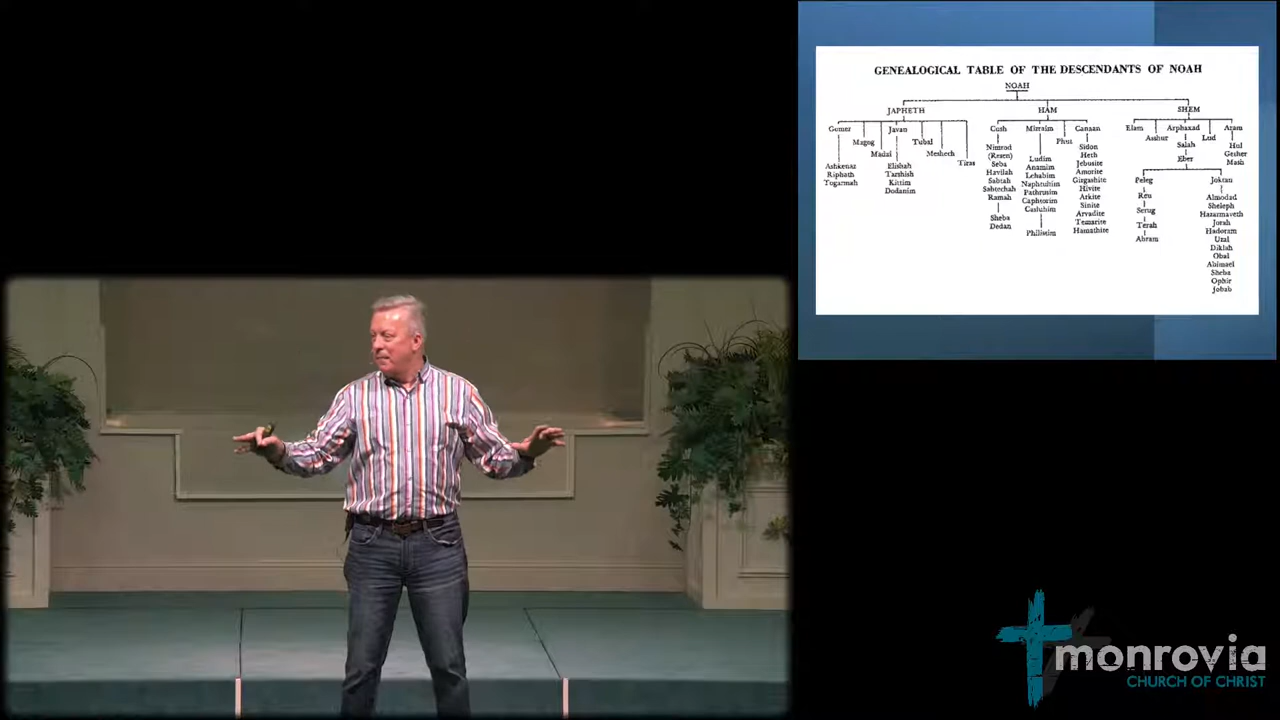 GENEALOGICAL TABLE OF THE DESCENDANTS OF NOAH
NOAH
JAPHETH HAM SHEM
Gomer Javan Cush Mizraim Canaan Elam Arphaxad Aram
Magog Tubal Phut Asshur Lud
Madai Meshech Salah
Tiras Eber
Ashkenaz
Riphath
Togarmah
Elishah
Tarshish
Kittim
Dodanim
Nimrod
(Resen)
Seba
Havilah
Sabtah
Sabtechah
Ramah
Sheba
Dedan
Ludim
Anamim
Lehabim
Naphtuhim
Pathrusim
Caphtorim
Casluhim
Philistim
Sidon
Heth
Jebusite
Amorite
Girgashite
Hivite
Arkite
Sinite
Arvadite
Temarite
Hamathite
Hul
Gether
Mash
Peleg Joktan
Reu
Serug
Terah
Abram
Almodad
Sheleph
Hazarmaveth
Jorah
Hadoram
Uzal
Diklah
Obal
Abimael
Sheba
Ophir
Jobab
monrovia
CHURCH OF CHRIST